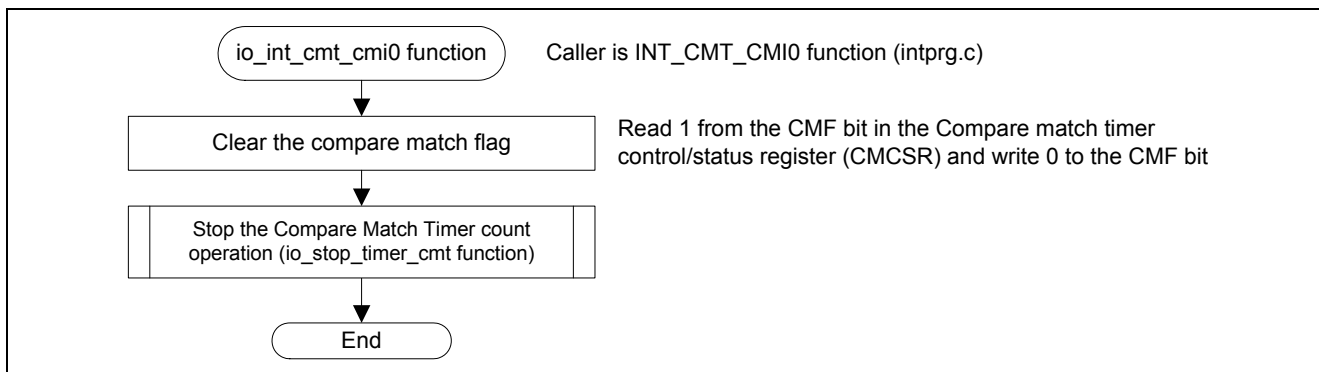 io_int_cmt_cmi0 function
Caller is INT_CMT_CMI0 function (intprg.c)
Clear the compare match flag
Read 1 from the CMF bit in the Compare match timer
control/status register (CMCSR) and write 0 to the CMF bit
Stop the Compare Match Timer count
operation (io_stop_timer_cmt function)
End